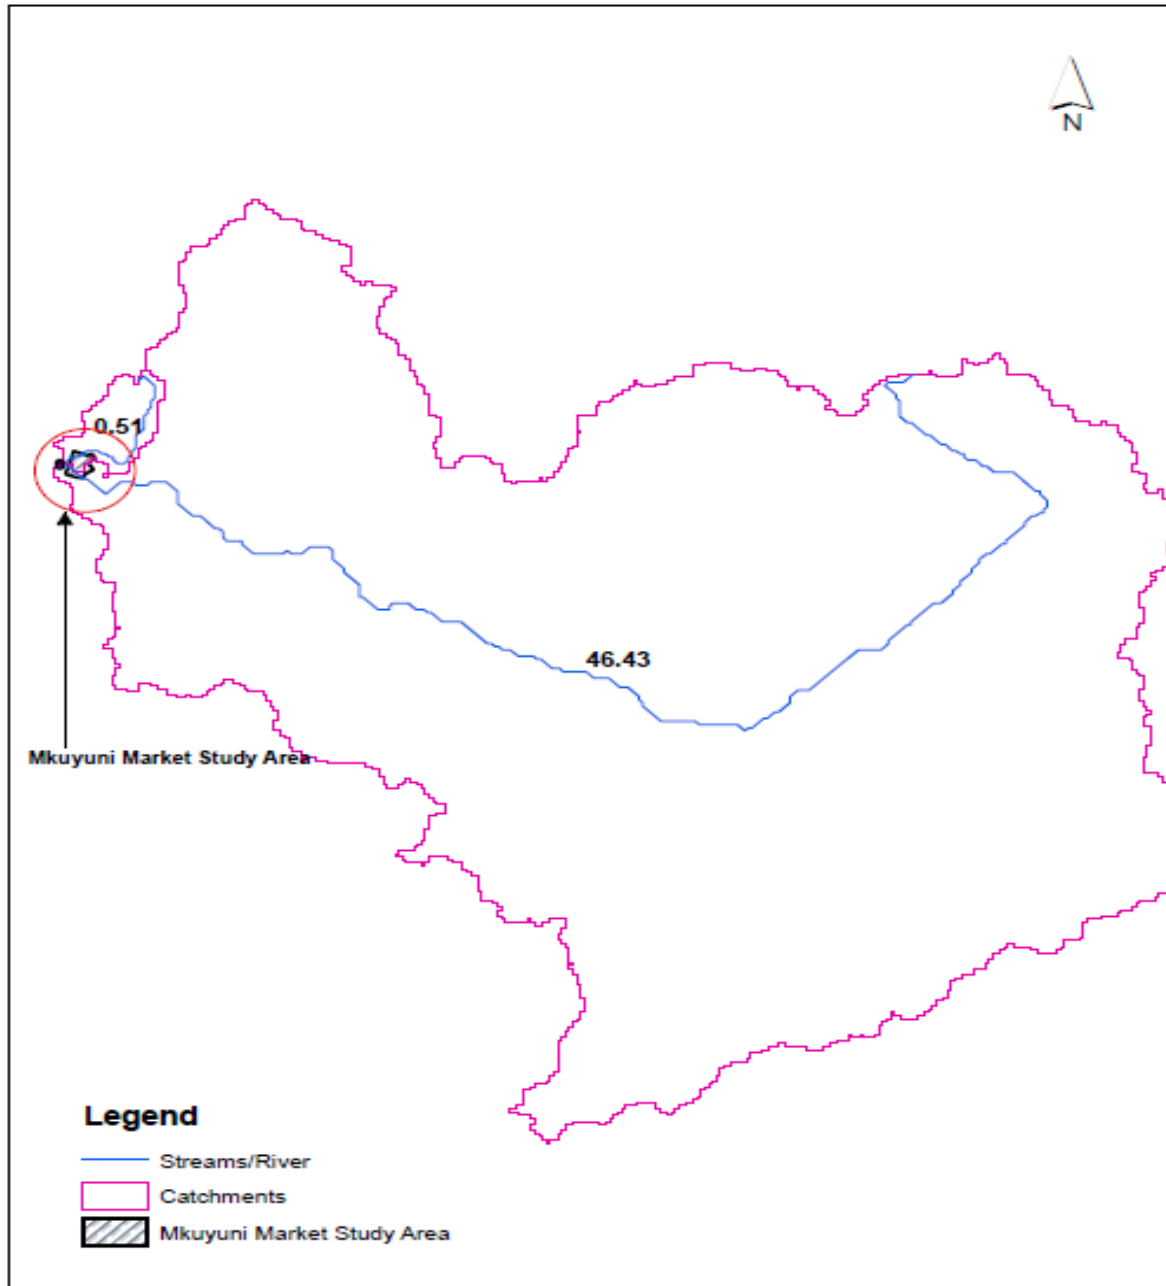 N
0.51
46.43
Mkuyuni Market Study Area
Legend
Streams/River
Catchments
Mkuyuni Market Study Area